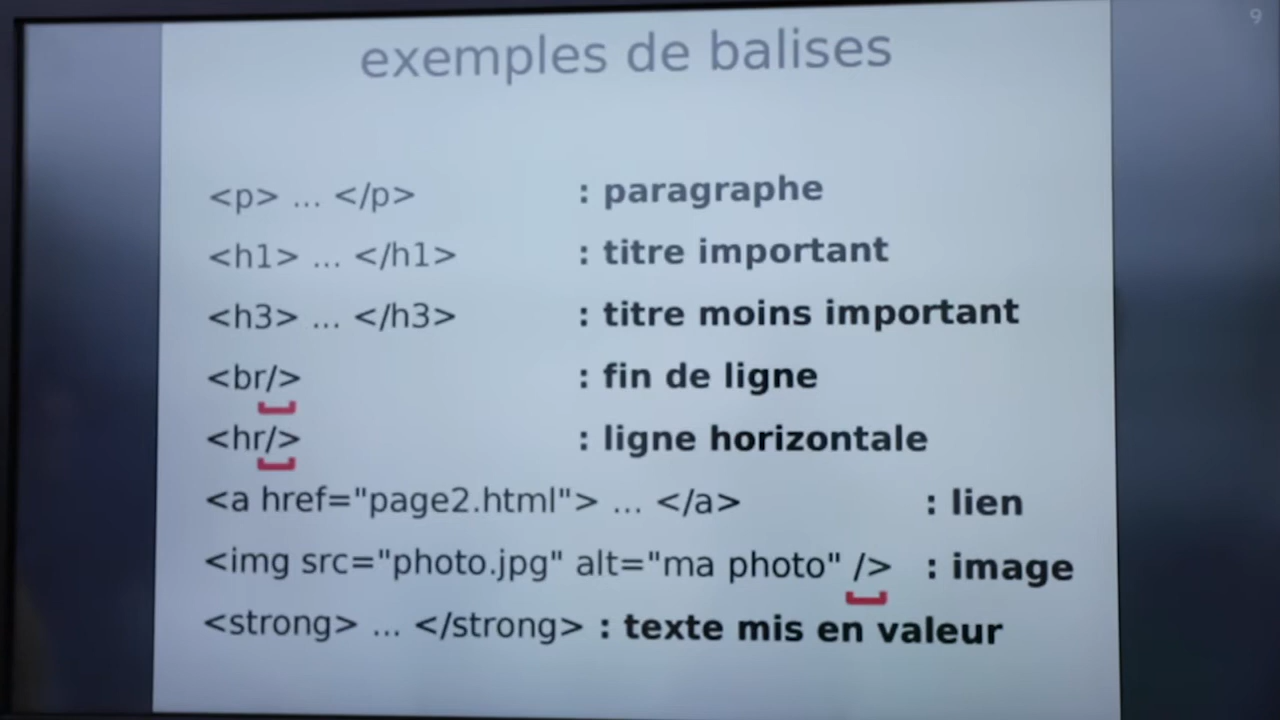 9
exemples de balises
<p> ... </p> : paragraphe
<h1> ... </h1> : titre important
<h3> ... </h3> : titre moins important
<br/> : fin de ligne
<hr/> : ligne horizontale
<a href="page2.html"> ... </a> : lien
<img src="photo.jpg" alt="ma photo" /> : image
<strong> ... </strong> : texte mis en valeur